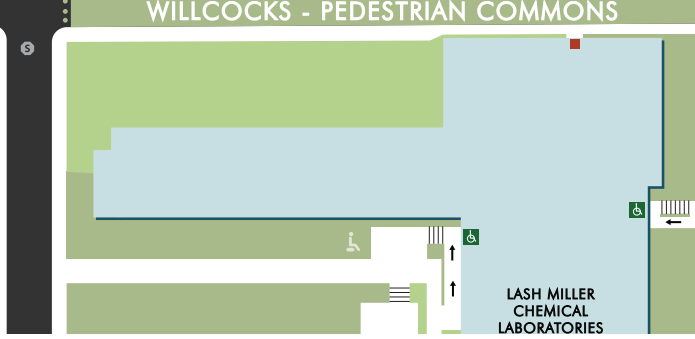 WILLCOCKS - PEDESTRIAN COMMONS
S
LASH MILLER
CHEMICAL
LABORATORIES